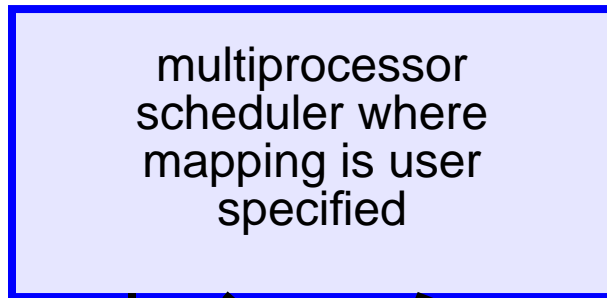 multiprocessor
scheduler where
mapping is user
specified